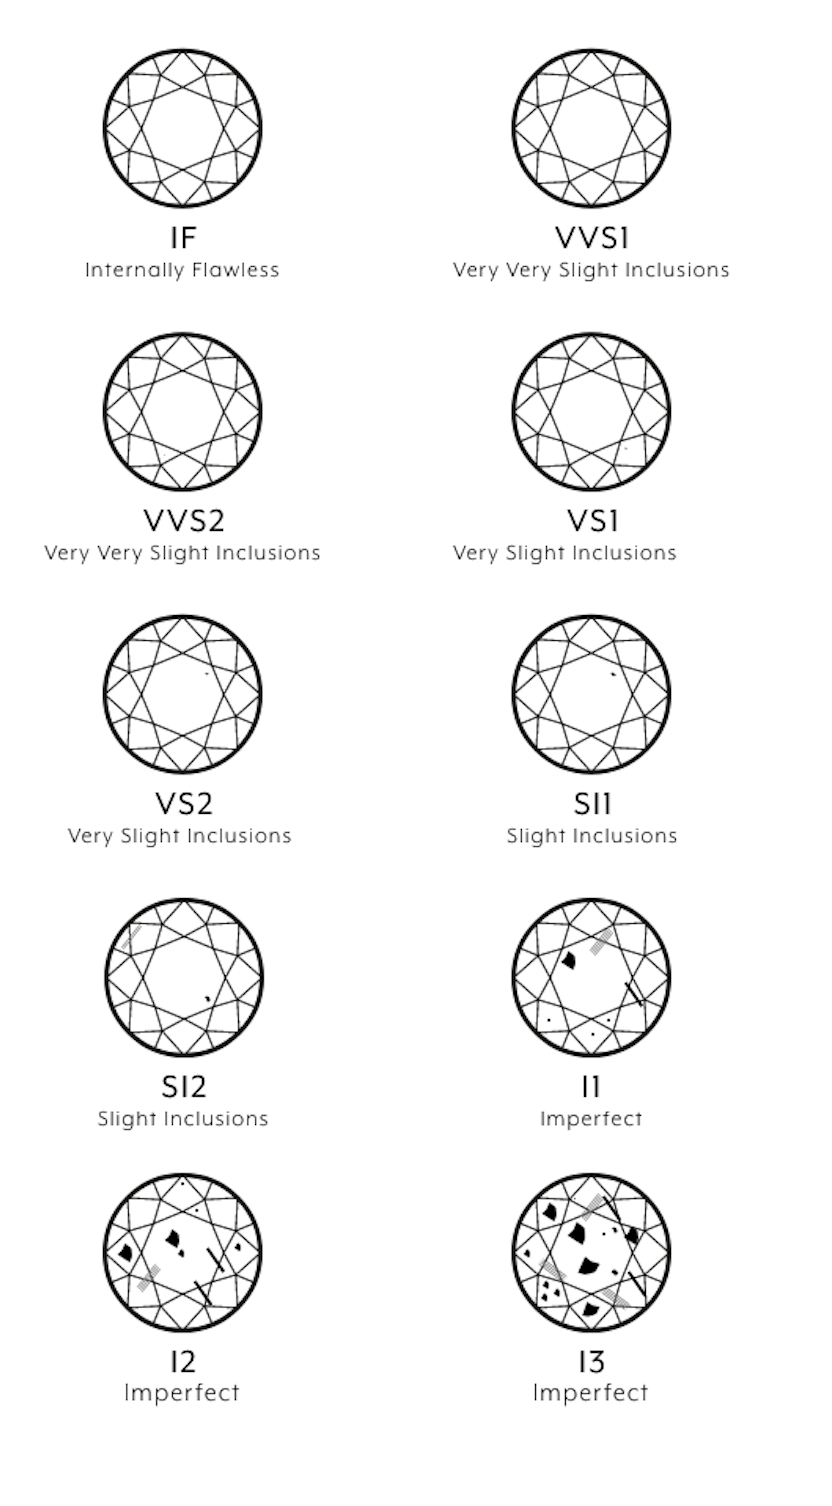 IF
Internally Flawless
VVS1
Very Very Slight Inclusions
VVS2
Very Very Slight Inclusions
VS1
Very Slight Inclusions
VS2
Very Slight Inclusions
SI1
Slight Inclusions
SI2
Slight Inclusions
I1
Imperfect
I2
Imperfect
I3
Imperfect